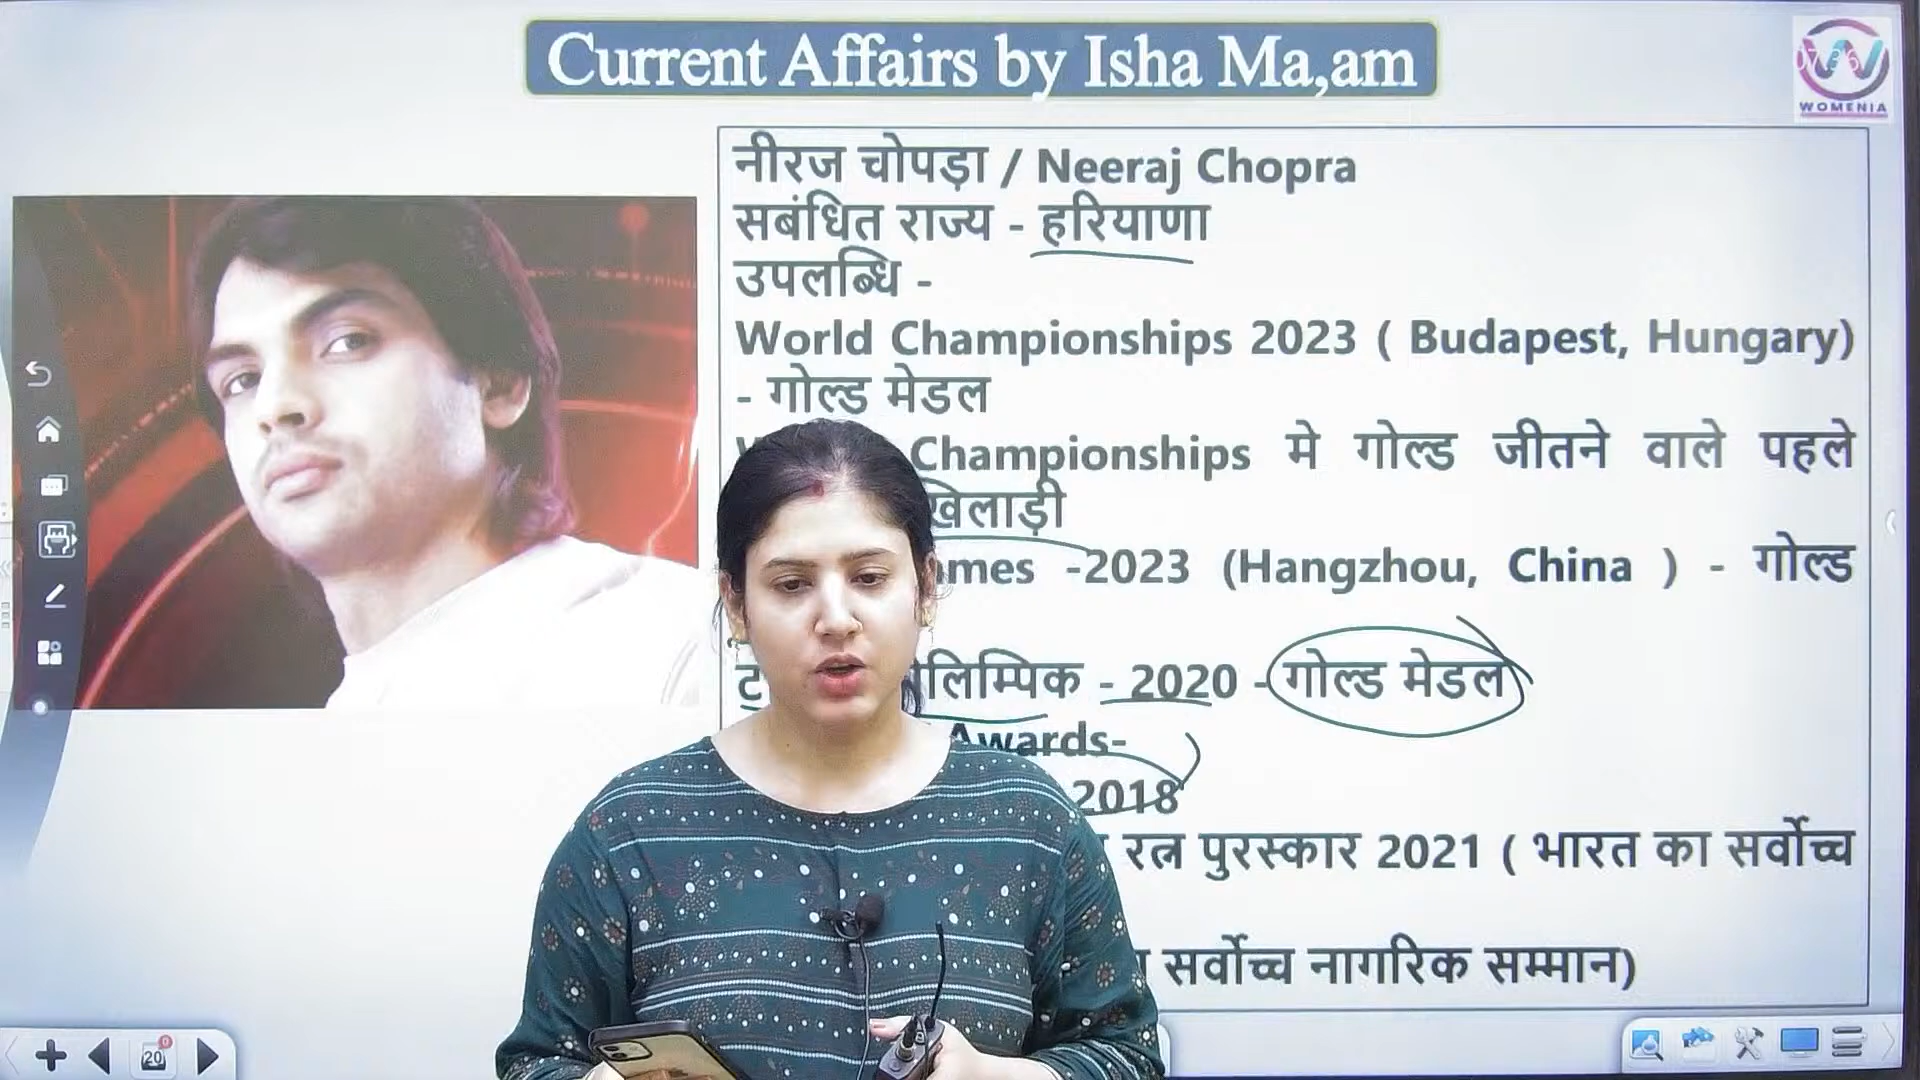 Current Affairs by Isha Ma,am
WOMENIA
नीरज चोपड़ा / Neeraj Chopra
सबंधित राज्य - हरियाणा
उपलब्धि -
World Championships 2023 ( Budapest, Hungary)
- गोल्ड मेडल
Championships मे गोल्ड जीतने वाले पहले
खिलाड़ी
-2023 (Hangzhou, China ) - गोल्ड
- 2020 - गोल्ड मेडल
Awards-
2018
रत्न पुरस्कार 2021 ( भारत का सर्वोच्च
सर्वोच्च नागरिक सम्मान)
20